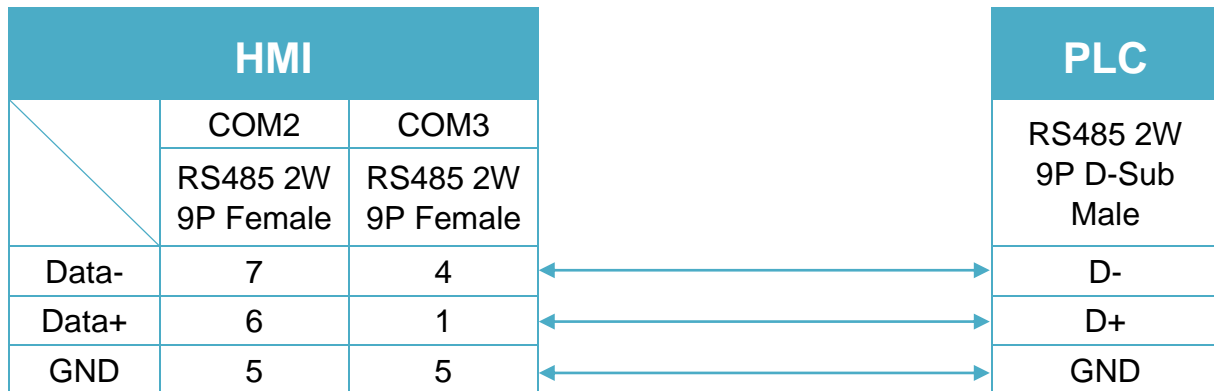 HMI PLC
COM2 COM3
RS485 2W
9P Female
RS485 2W
9P Female
RS485 2W
9P D-Sub
Male
Data- 7 4 D-
Data+ 6 1 D+
GND 5 5 GND